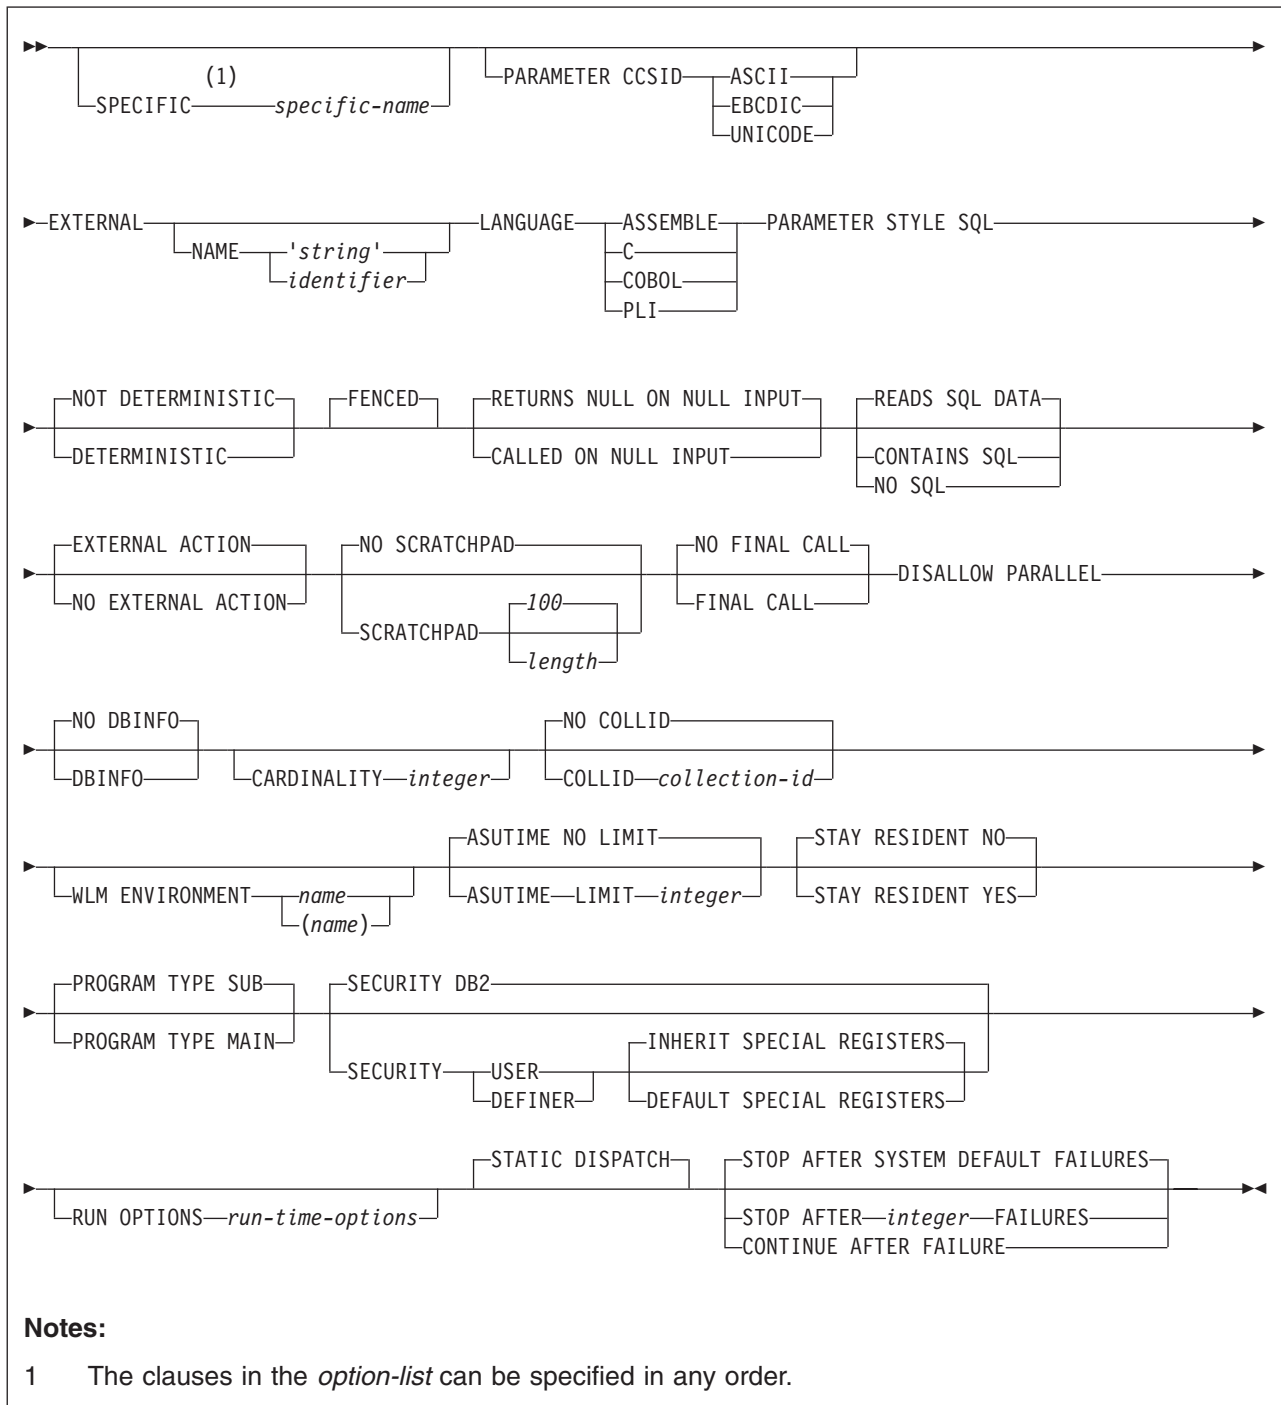 (1)
SPECIFIC specific-name
PARAMETER CCSID ASCII
EBCDIC
UNICODE
EXTERNAL
NAME 'string'
identifier
LANGUAGE ASSEMBLE
C
COBOL
PLI
PARAMETER STYLE SQL
NOT DETERMINISTIC
DETERMINISTIC
FENCED
RETURNS NULL ON NULL INPUT
CALLED ON NULL INPUT
READS SQL DATA
CONTAINS SQL
NO SQL
EXTERNAL ACTION
NO EXTERNAL ACTION
NO SCRATCHPAD
SCRATCHPAD
100
length
NO FINAL CALL
FINAL CALL
DISALLOW PARALLEL
NO DBINFO
DBINFO
CARDINALITY integer
NO COLLID
COLLID collection-id
WLM ENVIRONMENT name
(name)
ASUTIME NO LIMIT
ASUTIME LIMIT integer
STAY RESIDENT NO
STAY RESIDENT YES
PROGRAM TYPE SUB
PROGRAM TYPE MAIN
SECURITY DB2
SECURITY USER
DEFINER
INHERIT SPECIAL REGISTERS
DEFAULT SPECIAL REGISTERS
RUN OPTIONS run-time-options
STATIC DISPATCH
STOP AFTER SYSTEM DEFAULT FAILURES
STOP AFTER integer FAILURES
CONTINUE AFTER FAILURE
Notes:
1 The clauses in the option-list can be specified in any order.